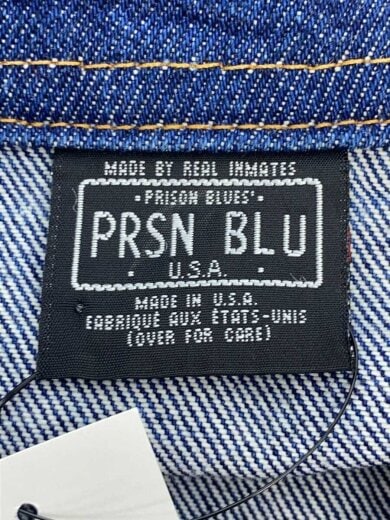 MADE BY REAL INMATES
· PRISON BLUES ·
PRSN BLU
· U.S.A. ·
MADE IN U.S.A.
FABRIQUÉ AUX ÉTATS-UNIS
(OVER FOR CARE)